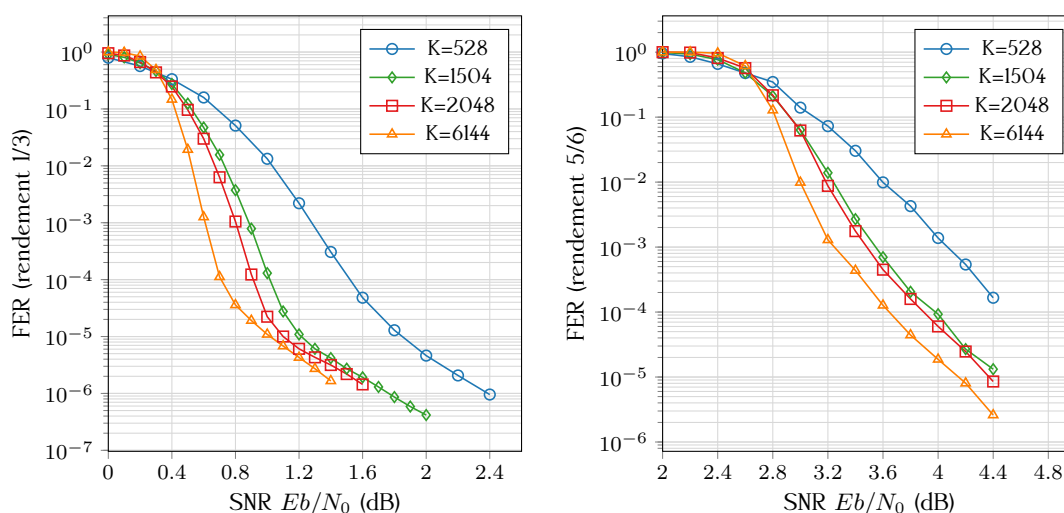 FER (rendement 1/3)
10⁰
10⁻¹
10⁻²
10⁻³
10⁻⁴
10⁻⁵
10⁻⁶
10⁻⁷
K=528
K=1504
K=2048
K=6144
0 0.4 0.8 1.2 1.6 2 2.4
SNR Eb/N₀ (dB)
FER (rendement 5/6)
10⁰
10⁻¹
10⁻²
10⁻³
10⁻⁴
10⁻⁵
10⁻⁶
K=528
K=1504
K=2048
K=6144
2 2.4 2.8 3.2 3.6 4 4.4 4.8
SNR Eb/N₀ (dB)